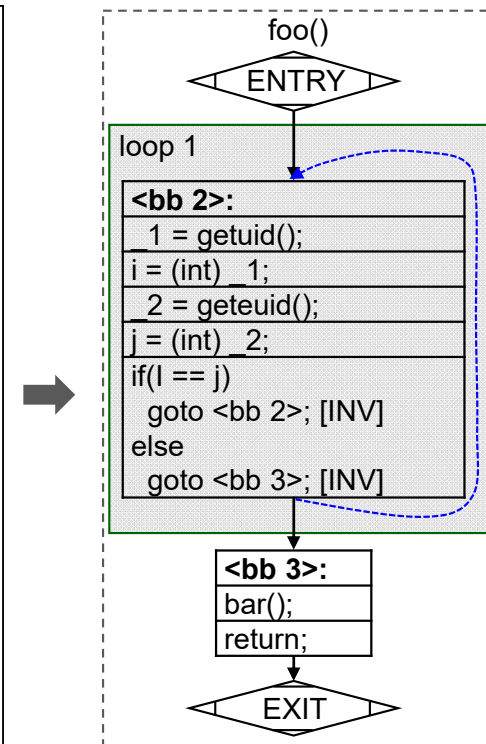 foo()
ENTRY
loop 1
<bb 2>:
_1 = getuid();
i = (int) _1;
_2 = geteuid();
j = (int) _2;
if(I == j)
goto <bb 2>; [INV]
else
goto <bb 3>; [INV]
<bb 3>:
bar();
return;
EXIT